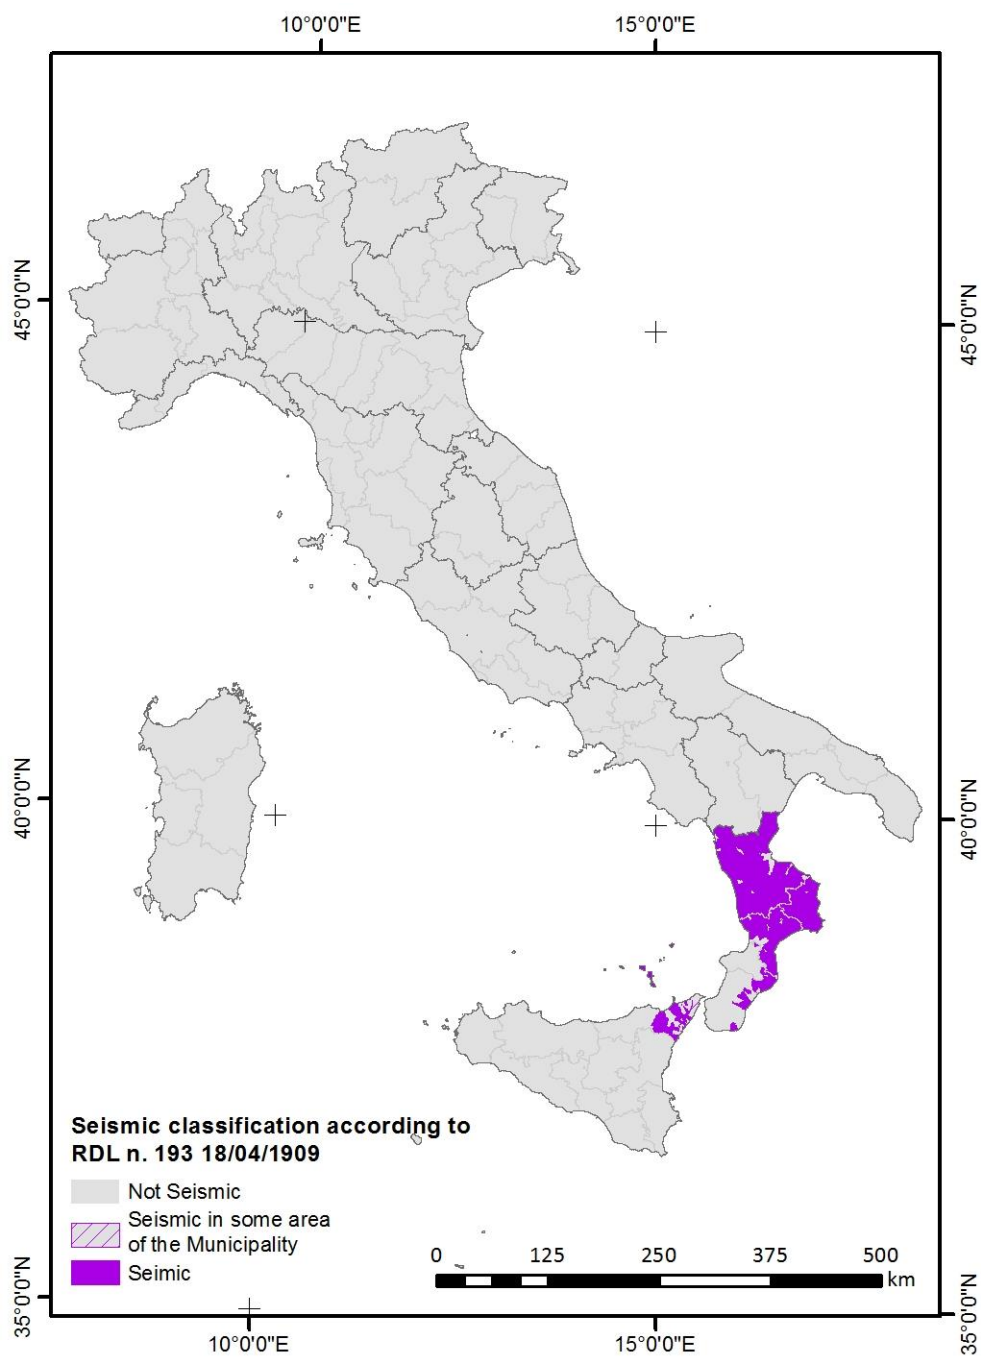 10°0'0"E 15°0'0"E
45°0'0"N 45°0'0"N
40°0'0"N 40°0'0"N
Seismic classification according to
RDL n. 193 18/04/1909
Not Seismic
Seismic in some area
of the Municipality
Seimic
0 125 250 375 500
km
35°0'0"N 35°0'0"N
10°0'0"E 15°0'0"E